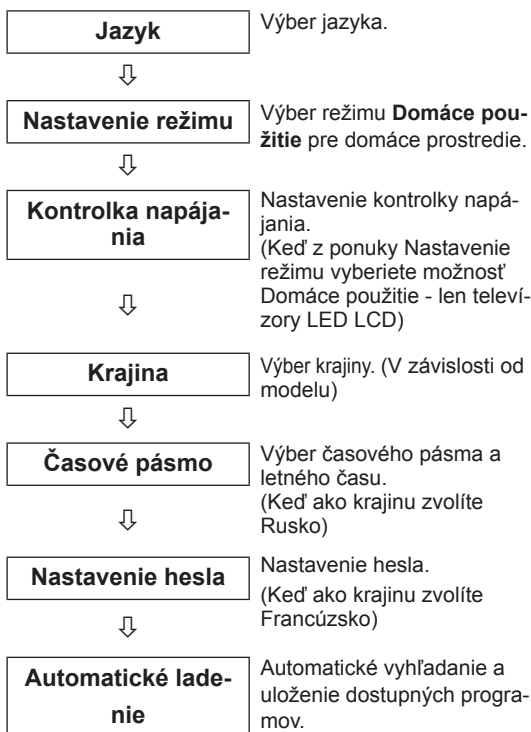 Jazyk
Výber jazyka.
⇩
Nastavenie režimu
Výber režimu Domáce pou-
žitie pre domáce prostredie.
⇩
Kontrolka napája-
nia
Nastavenie kontrolky napá-
jania.
(Keď z ponuky Nastavenie
režimu vyberiete možnosť
Domáce použitie - len televí-
zory LED LCD)
⇩
Krajina
Výber krajiny. (V závislosti od
modelu)
⇩
Časové pásmo
Výber časového pásma a
letného času.
(Keď ako krajinu zvolíte
Rusko)
⇩
Nastavenie hesla
Nastavenie hesla.
(Keď ako krajinu zvolíte
Francúzsko)
⇩
Automatické lade-
nie
Automatické vyhľadanie a
uloženie dostupných progra-
mov.